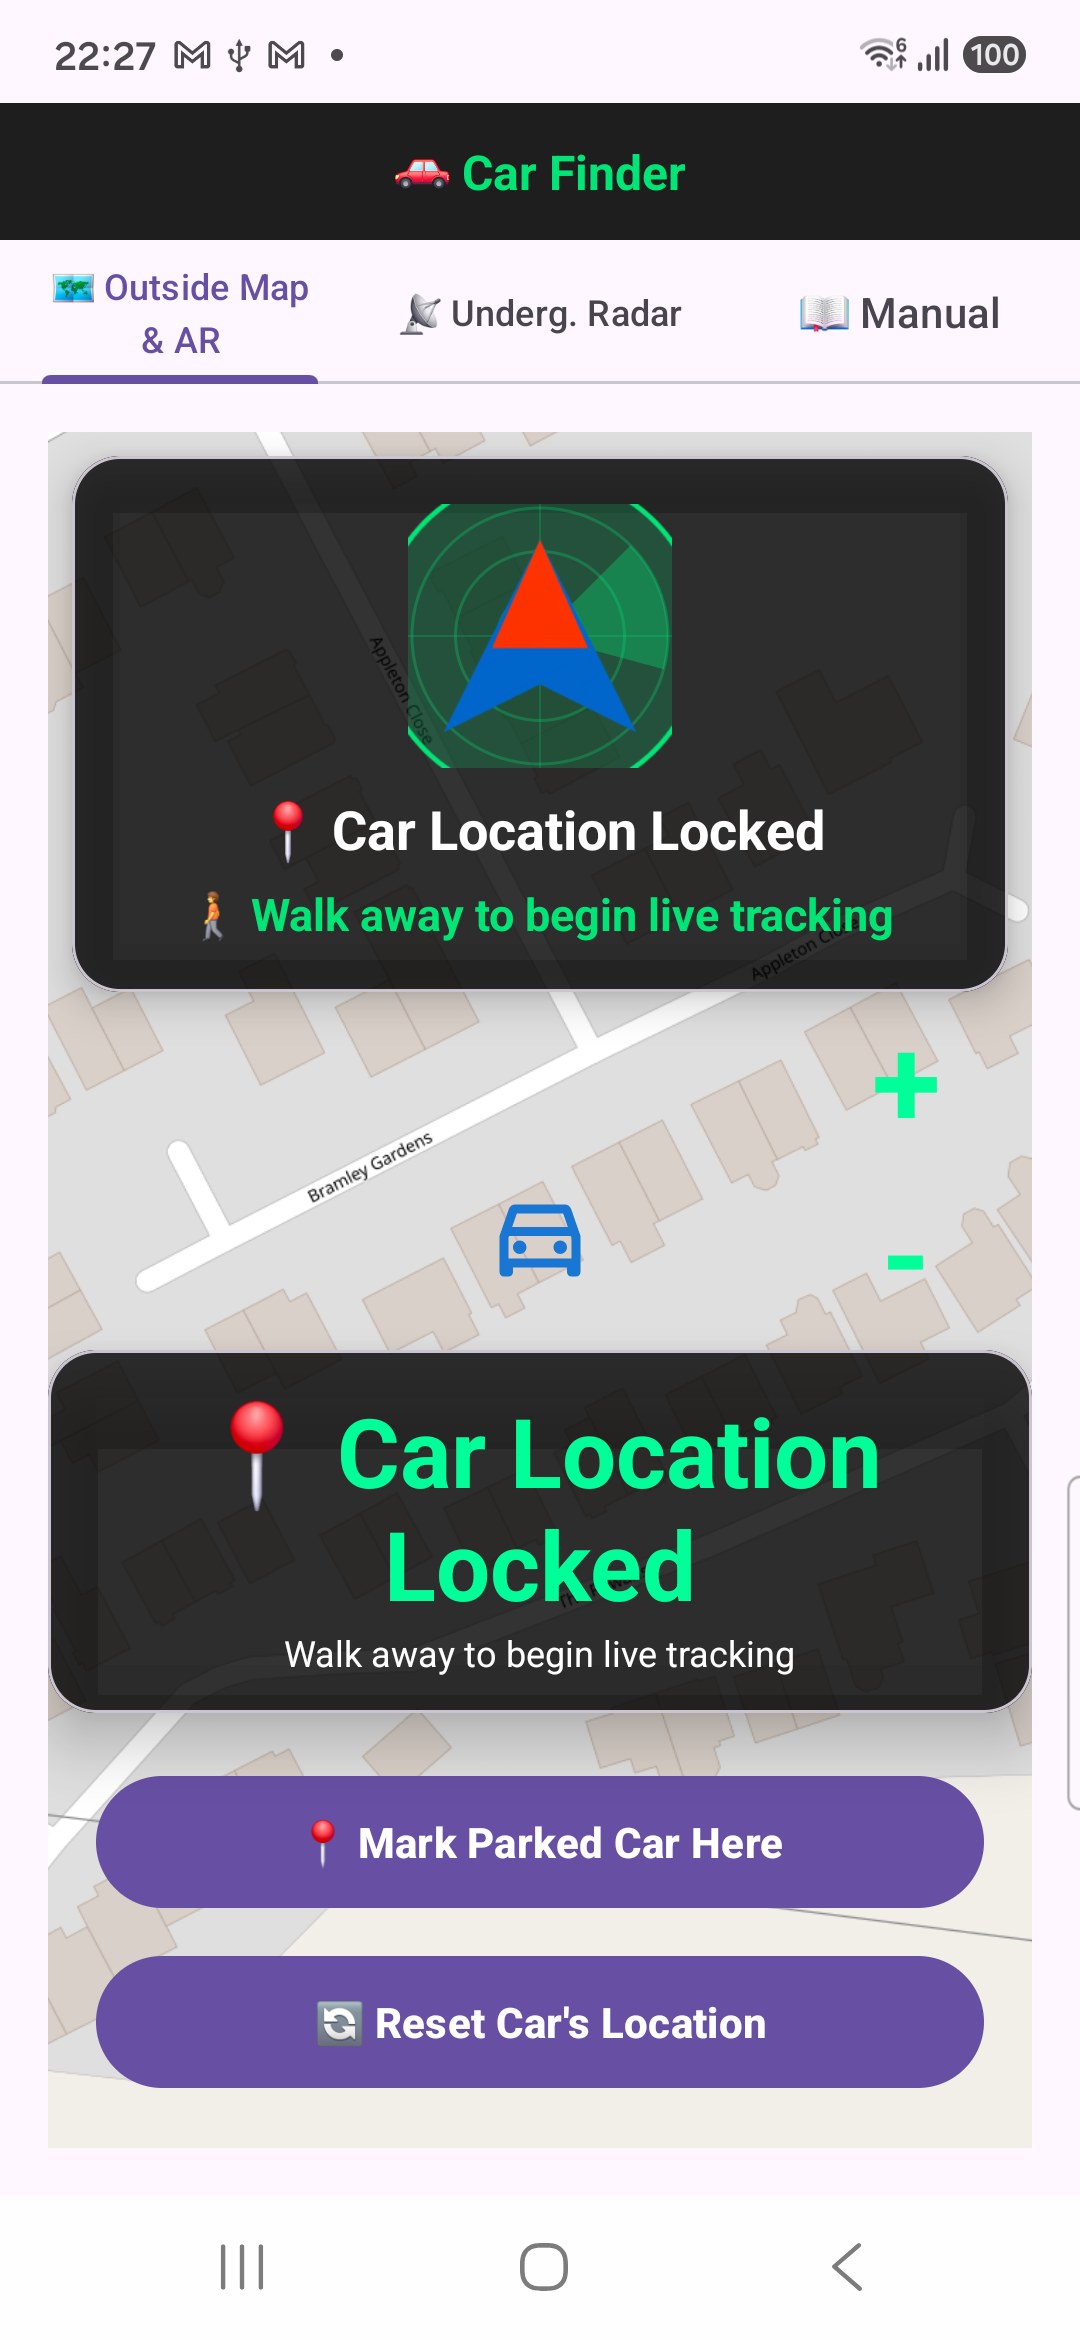 22:27
6
100
🚗 Car Finder
🗺️ Outside Map
& AR
📡 Underg. Radar
📖 Manual
Appleton Close
📍 Car Location Locked
🚶 Walk away to begin live tracking
Appleton Close
+
Bramley Gardens
-
📍 Car Location
Locked
Walk away to begin live tracking
📍 Mark Parked Car Here
🔄 Reset Car's Location